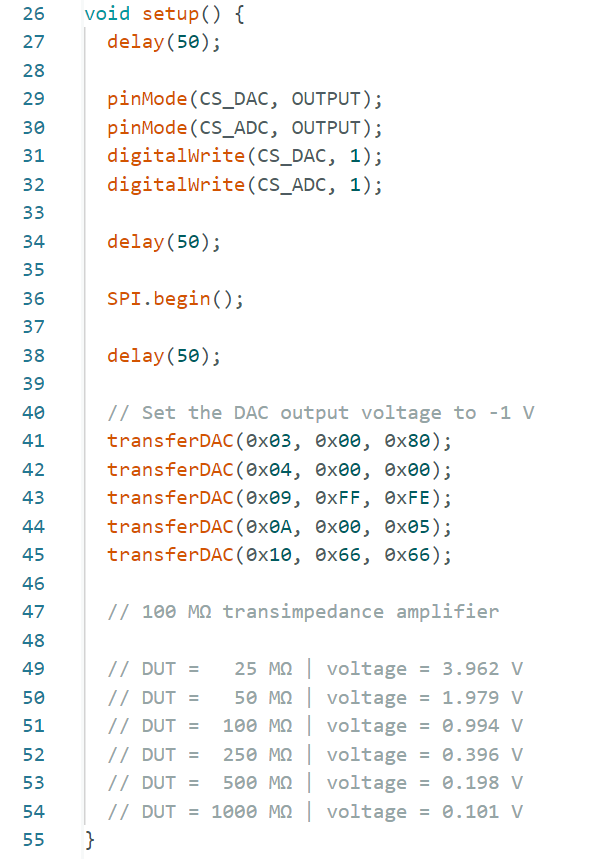 26 void setup() {
27   delay(50);
28
29   pinMode(CS_DAC, OUTPUT);
30   pinMode(CS_ADC, OUTPUT);
31   digitalWrite(CS_DAC, 1);
32   digitalWrite(CS_ADC, 1);
33
34   delay(50);
35
36   SPI.begin();
37
38   delay(50);
39
40   // Set the DAC output voltage to -1 V
41   transferDAC(0x03, 0x00, 0x80);
42   transferDAC(0x04, 0x00, 0x00);
43   transferDAC(0x09, 0xFF, 0xFE);
44   transferDAC(0x0A, 0x00, 0x05);
45   transferDAC(0x10, 0x66, 0x66);
46
47   // 100 MΩ transimpedance amplifier
48
49   // DUT =   25 MΩ | voltage = 3.962 V
50   // DUT =   50 MΩ | voltage = 1.979 V
51   // DUT =  100 MΩ | voltage = 0.994 V
52   // DUT =  250 MΩ | voltage = 0.396 V
53   // DUT =  500 MΩ | voltage = 0.198 V
54   // DUT = 1000 MΩ | voltage = 0.101 V
55 }